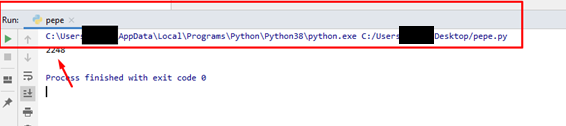 Run: pepe
C:\Users AppData\Local\Programs\Python\Python38\python.exe C:/Users Desktop/pepe.py
2248
Process finished with exit code 0